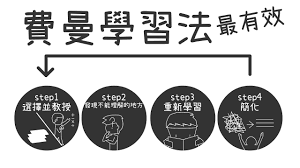 費曼學習法 最有效
step1
選擇並教授
step2
發現不能理解的地方
step3
重新學習
step4
簡化